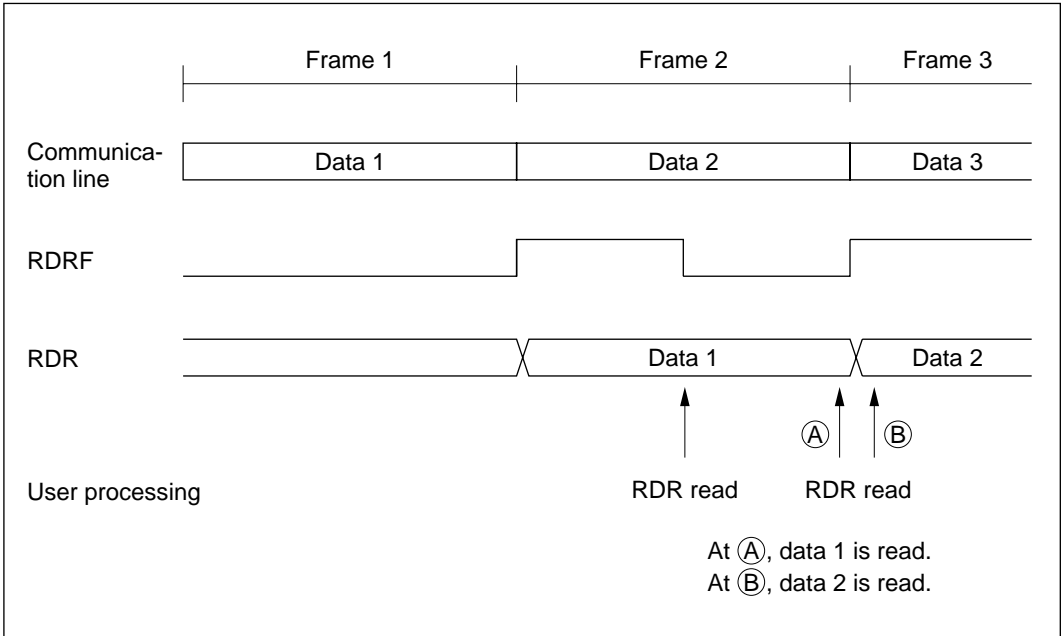 Frame 1 Frame 2 Frame 3
Communica-
tion line
Data 1 Data 2 Data 3
RDRF
RDR Data 1 Data 2
Ⓐ Ⓑ
User processing RDR read RDR read
At Ⓐ, data 1 is read.
At Ⓑ, data 2 is read.